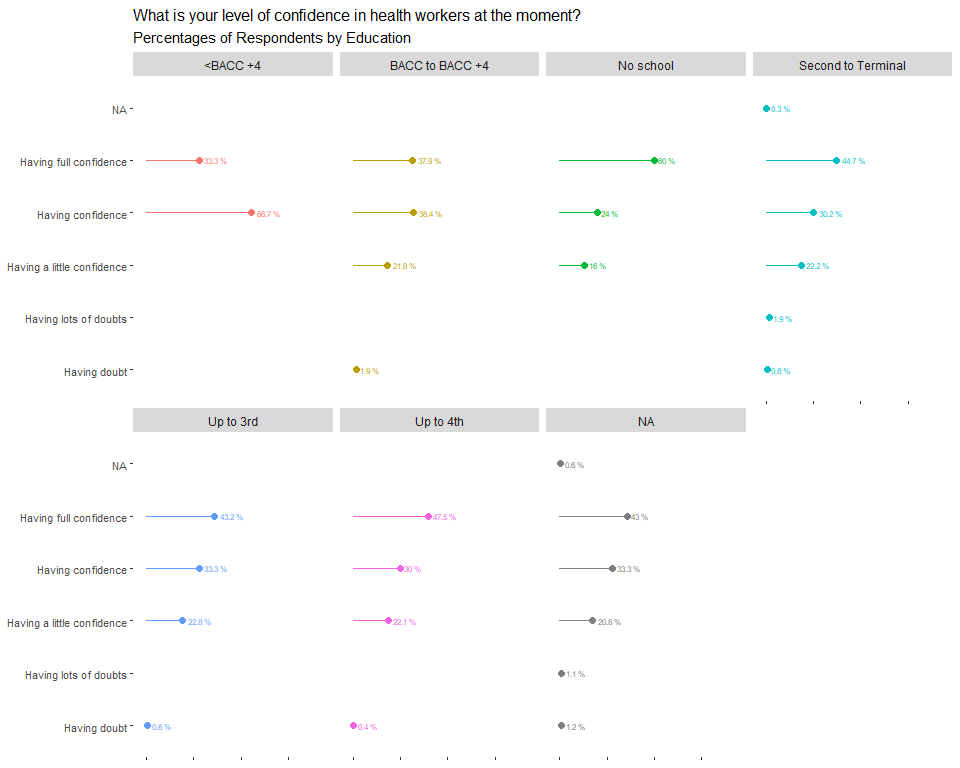 What is your level of confidence in health workers at the moment?
Percentages of Respondents by Education
<BACC +4
BACC to BACC +4
No school
Second to Terminal
NA
0.3 %
Having full confidence
33.3 %
37.9 %
60 %
44.7 %
Having confidence
66.7 %
38.4 %
24 %
30.2 %
Having a little confidence
21.8 %
16 %
22.2 %
Having lots of doubts
1.9 %
Having doubt
1.9 %
0.6 %
Up to 3rd
Up to 4th
NA
NA
0.6 %
Having full confidence
43.2 %
47.5 %
43 %
Having confidence
33.3 %
30 %
33.3 %
Having a little confidence
22.8 %
22.1 %
20.8 %
Having lots of doubts
1.1 %
Having doubt
0.6 %
0.4 %
1.2 %